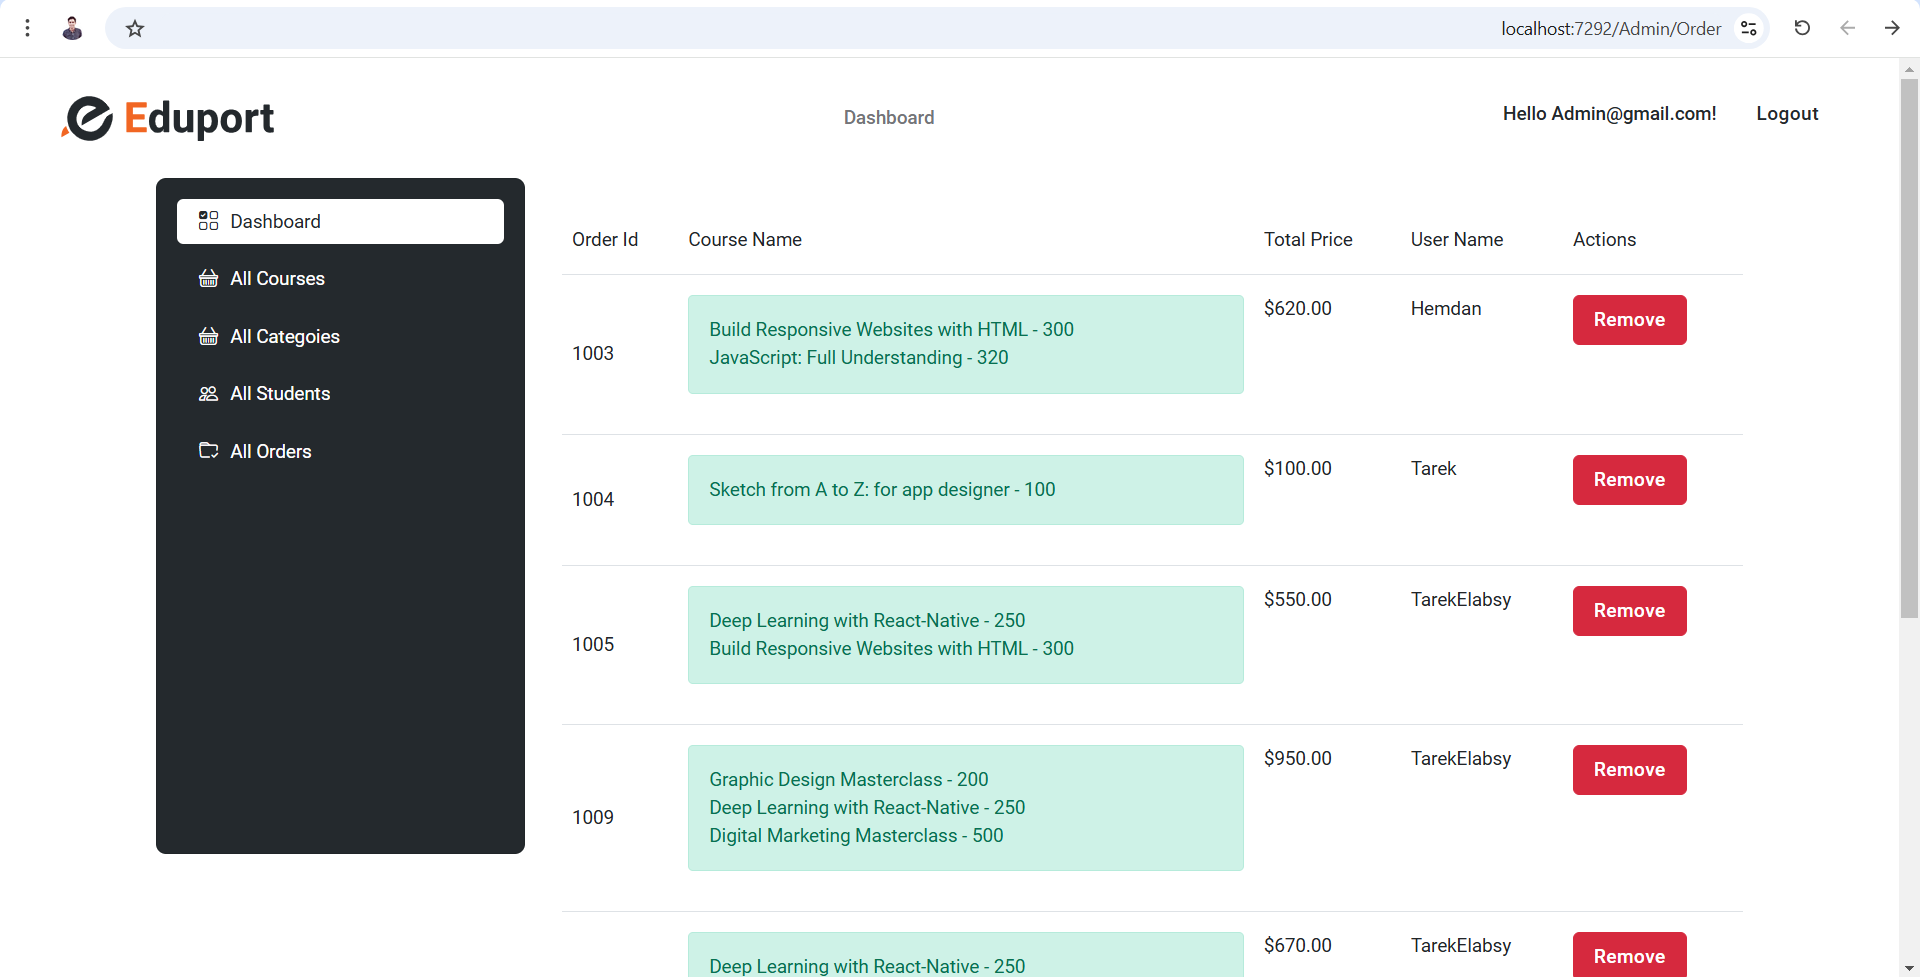 localhost:7292/Admin/Order
Eduport
Dashboard
Hello Admin@gmail.com!
Logout
Dashboard
All Courses
All Categoies
All Students
All Orders
Order Id
Course Name
Total Price
User Name
Actions
1003
Build Responsive Websites with HTML - 300
JavaScript: Full Understanding - 320
$620.00
Hemdan
Remove
1004
Sketch from A to Z: for app designer - 100
$100.00
Tarek
Remove
1005
Deep Learning with React-Native - 250
Build Responsive Websites with HTML - 300
$550.00
TarekElabsy
Remove
1009
Graphic Design Masterclass - 200
Deep Learning with React-Native - 250
Digital Marketing Masterclass - 500
$950.00
TarekElabsy
Remove
Deep Learning with React-Native - 250
$670.00
TarekElabsy
Remove